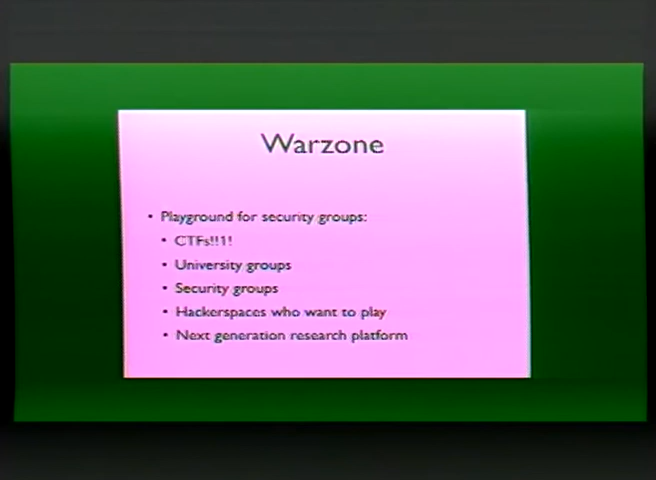 Warzone
• Playground for security groups:
• CTFs!!1!
• University groups
• Security groups
• Hackerspaces who want to play
• Next generation research platform